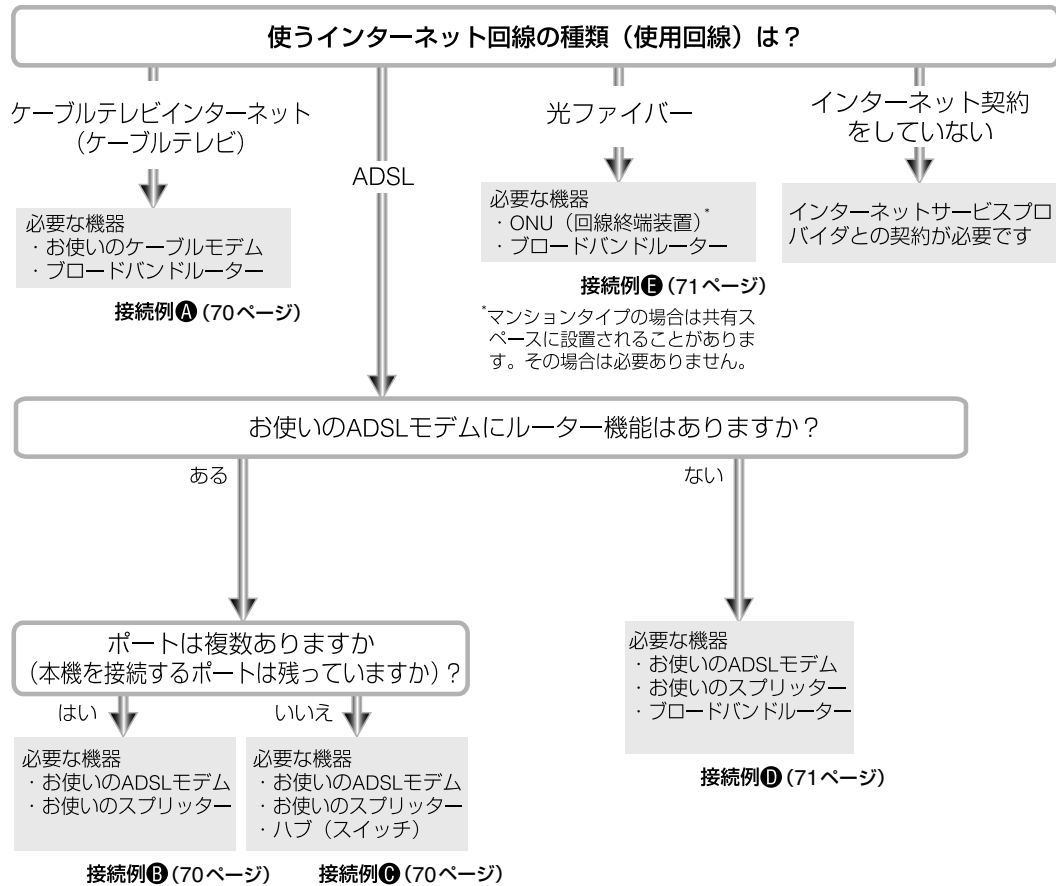 使うインターネット回線の種類（使用回線）は？
ケーブルテレビインターネット
（ケーブルテレビ）
必要な機器
・お使いのケーブルモデム
・ブロードバンドルーター
接続例Ⓐ（70ページ）
ADSL
光ファイバー
必要な機器
・ONU（回線終端装置）*
・ブロードバンドルーター
接続例Ⓔ（71ページ）
*マンションタイプの場合は共有ス
ペースに設置されることがありま
す。その場合は必要ありません。
インターネット契約
をしていない
インターネットサービスプロ
バイダとの契約が必要です
お使いのADSLモデムにルーター機能はありますか？
ある
ない
ポートは複数ありますか
（本機を接続するポートは残っていますか）？
はい
いいえ
必要な機器
・お使いのADSLモデム
・お使いのスプリッター
接続例Ⓑ（70ページ）
必要な機器
・お使いのADSLモデム
・お使いのスプリッター
・ハブ（スイッチ）
接続例Ⓒ（70ページ）
必要な機器
・お使いのADSLモデム
・お使いのスプリッター
・ブロードバンドルーター
接続例Ⓓ（71ページ）